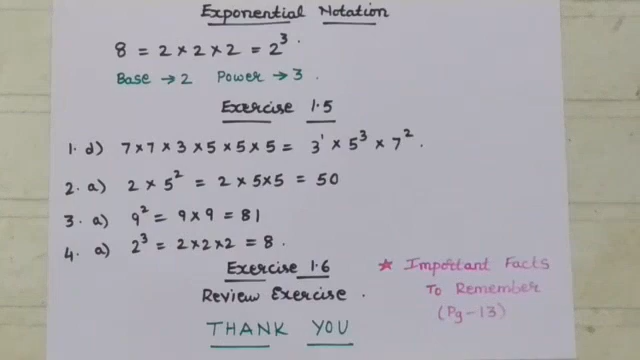 Exponential Notation
8 = 2 × 2 × 2 = 2³.
Base → 2 Power → 3.
Exercise 1.5
1. d) 7 × 7 × 3 × 5 × 5 × 5 = 3¹ × 5³ × 7².
2. a) 2 × 5² = 2 × 5 × 5 = 50
3. a) 9² = 9 × 9 = 81
4. a) 2³ = 2 × 2 × 2 = 8.
Exercise 1.6
Review Exercise.
THANK YOU
★ Important Facts
To Remember
(Pg-13)